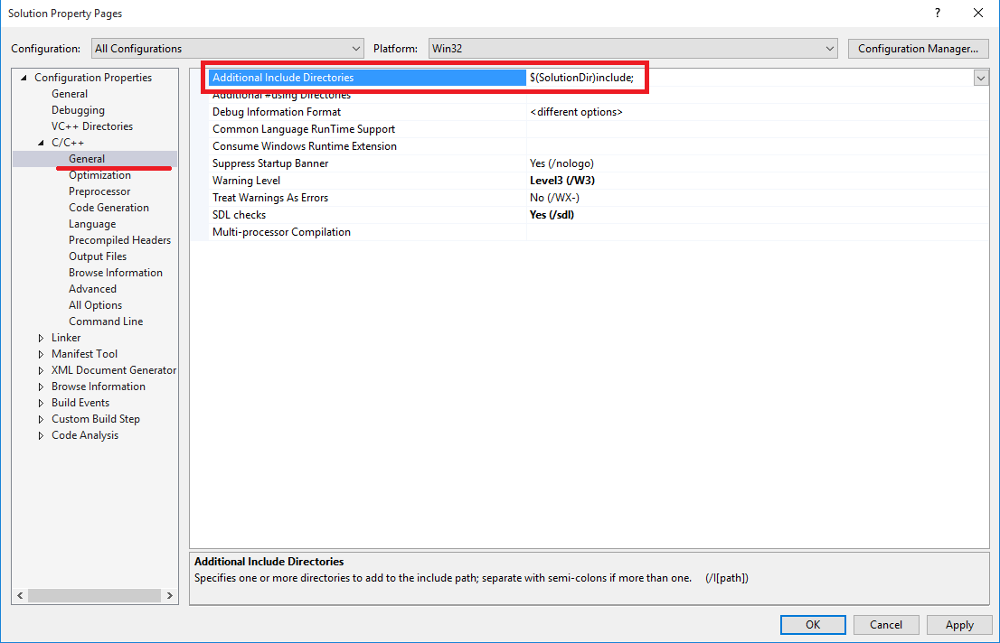 Solution Property Pages
?
Configuration: All Configurations Platform: Win32 Configuration Manager...
Configuration Properties
General
Debugging
VC++ Directories
C/C++
General
Optimization
Preprocessor
Code Generation
Language
Precompiled Headers
Output Files
Browse Information
Advanced
All Options
Command Line
Linker
Manifest Tool
XML Document Generator
Browse Information
Build Events
Custom Build Step
Code Analysis
Additional Include Directories $(SolutionDir)include;
Additional #using Directories
Debug Information Format <different options>
Common Language RunTime Support
Consume Windows Runtime Extension
Suppress Startup Banner Yes (/nologo)
Warning Level Level3 (/W3)
Treat Warnings As Errors No (/WX-)
SDL checks Yes (/sdl)
Multi-processor Compilation
Additional Include Directories
Specifies one or more directories to add to the include path; separate with semi-colons if more than one. (/I[path])
OK Cancel Apply